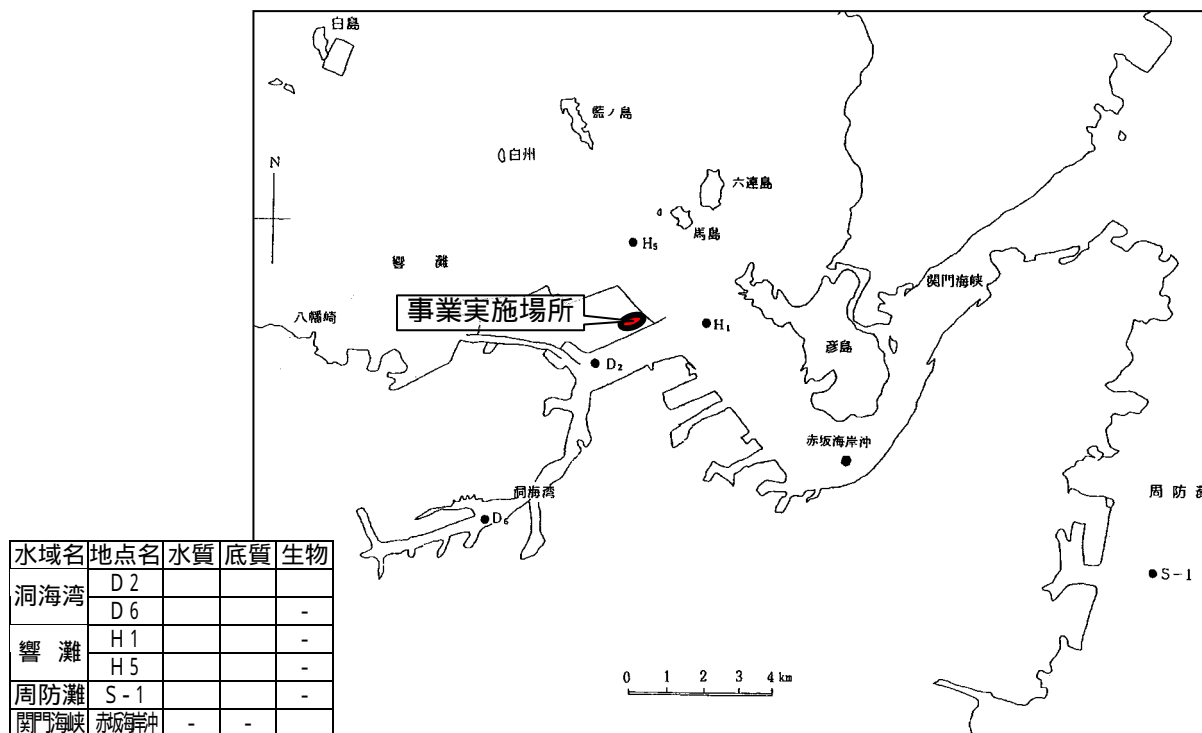 白島
藍ノ島
白州
六連島
N
馬島
H₅
響 灘
関門海峡
事業実施場所
八幡崎
H₁
彦島
D₂
赤坂海岸沖
洞海湾
D₆
周防灘
S-1
0 1 2 3 4 km
水域名 地点名 水質 底質 生物
洞海湾 D2
D6 -
響 灘 H1 -
H5 -
周防灘 S-1 -
関門海峡 赤坂海岸沖 - -